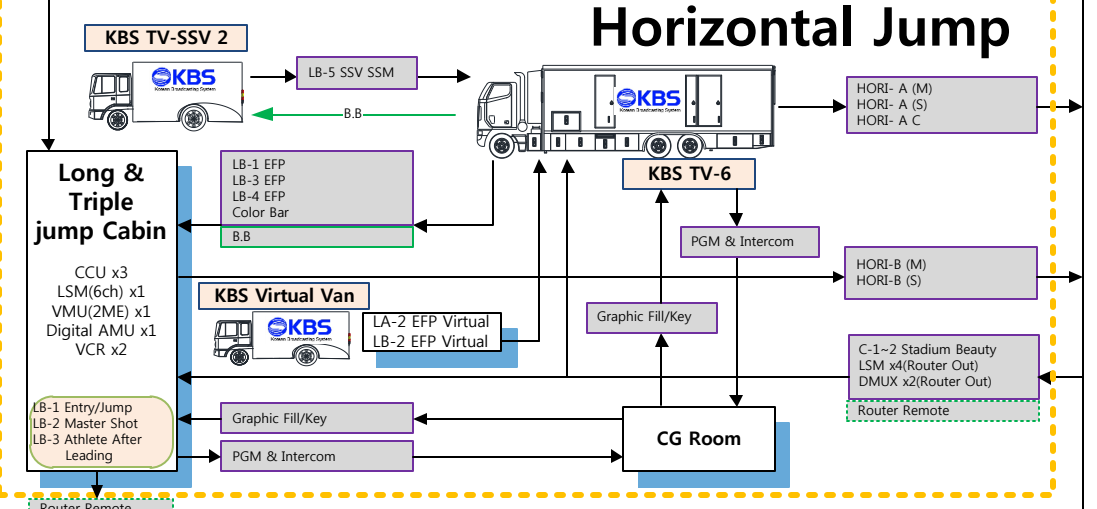 Horizontal Jump
KBS TV-SSV 2
KBS
Korean Broadcasting System
LB-5 SSV SSM
B.B
KBS
Korean Broadcasting System
KBS TV-6
HORI- A (M)
HORI- A (S)
HORI- A C
Long &
Triple
jump Cabin
CCU x3
LSM(6ch) x1
VMU(2ME) x1
Digital AMU x1
VCR x2
LB-1 Entry/Jump
LB-2 Master Shot
LB-3 Athlete After
Leading
LB-1 EFP
LB-3 EFP
LB-4 EFP
Color Bar
B.B
PGM & Intercom
HORI-B (M)
HORI-B (S)
KBS Virtual Van
KBS
Korean Broadcasting System
LA-2 EFP Virtual
LB-2 EFP Virtual
Graphic Fill/Key
C-1~2 Stadium Beauty
LSM x4(Router Out)
DMUX x2(Router Out)
Router Remote
Graphic Fill/Key
PGM & Intercom
CG Room
Router Remote